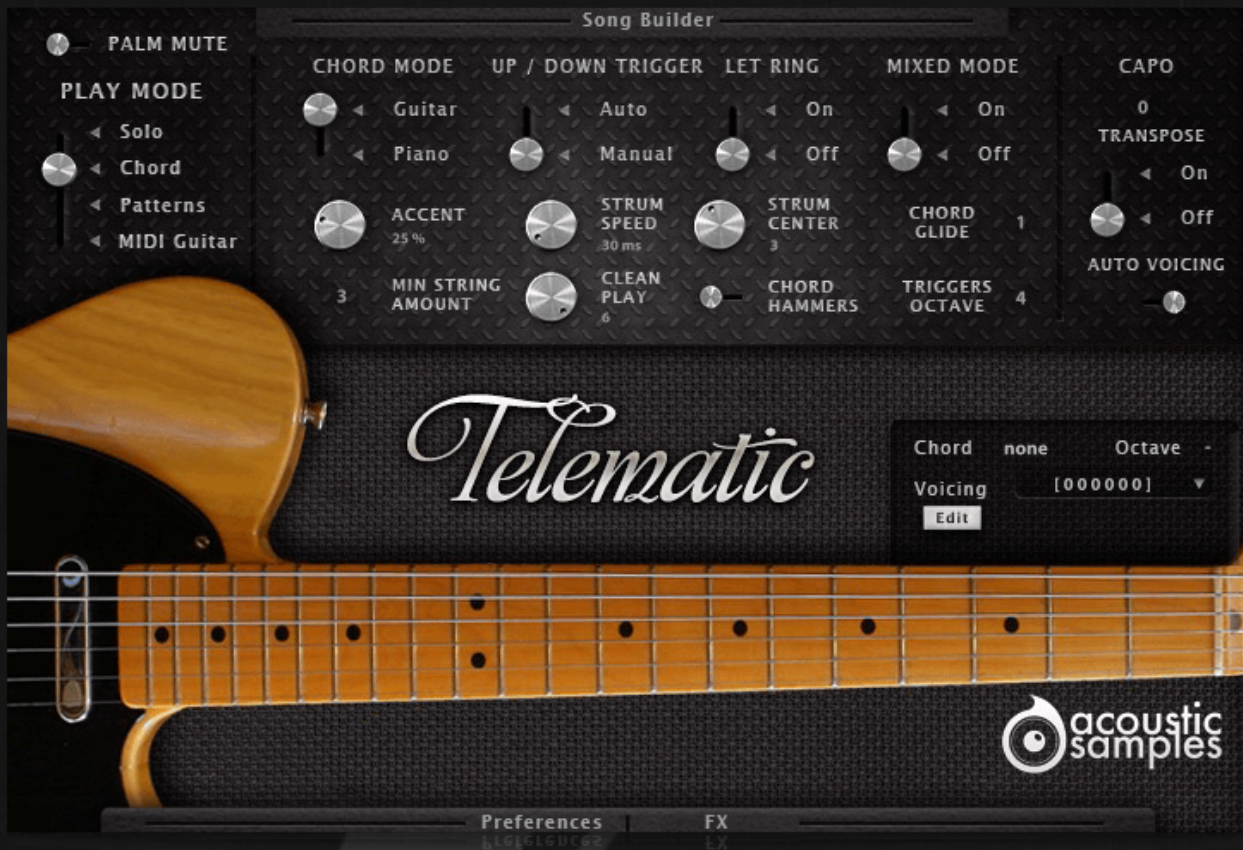 Song Builder
PALM MUTE
PLAY MODE
Solo
Chord
Patterns
MIDI Guitar
CHORD MODE
Guitar
Piano
UP / DOWN TRIGGER
Auto
Manual
LET RING
On
Off
MIXED MODE
On
Off
ACCENT
25 %
STRUM
SPEED
30 ms
STRUM
CENTER
3
CHORD
GLIDE
1
3
MIN STRING
AMOUNT
CLEAN
PLAY
6
CHORD
HAMMERS
TRIGGERS
OCTAVE
4
CAPO
0
TRANSPOSE
On
Off
AUTO VOICING
Telematic
Chord none Octave -
Voicing [000000]
Edit
acoustic
samples
Preferences FX